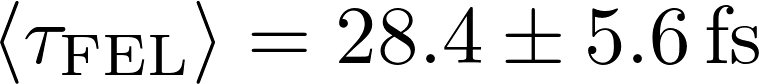 ⟨τ_FEL⟩ = 28.4 ± 5.6 fs